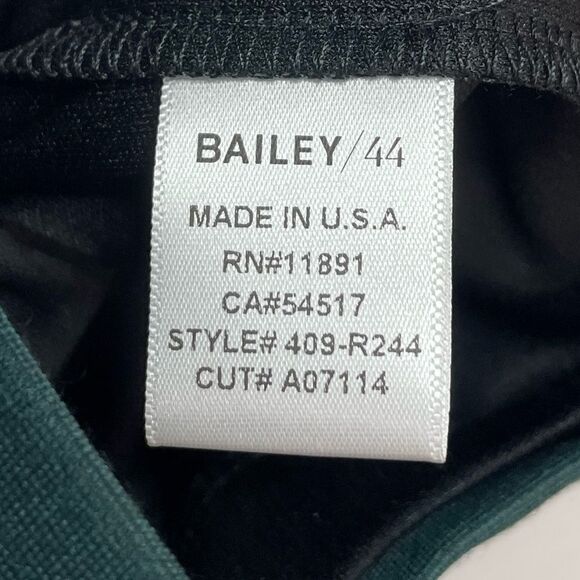 BAILEY/44
MADE IN U.S.A.
RN#11891
CA#54517
STYLE# 409-R244
CUT# A07114